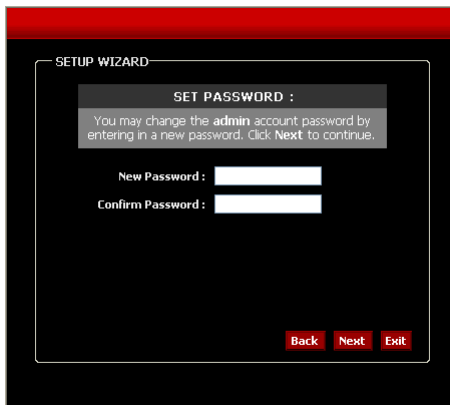 SETUP WIZARD
SET PASSWORD :
You may change the admin account password by
entering in a new password. Click Next to continue.
New Password :
Confirm Password :
Back Next Exit